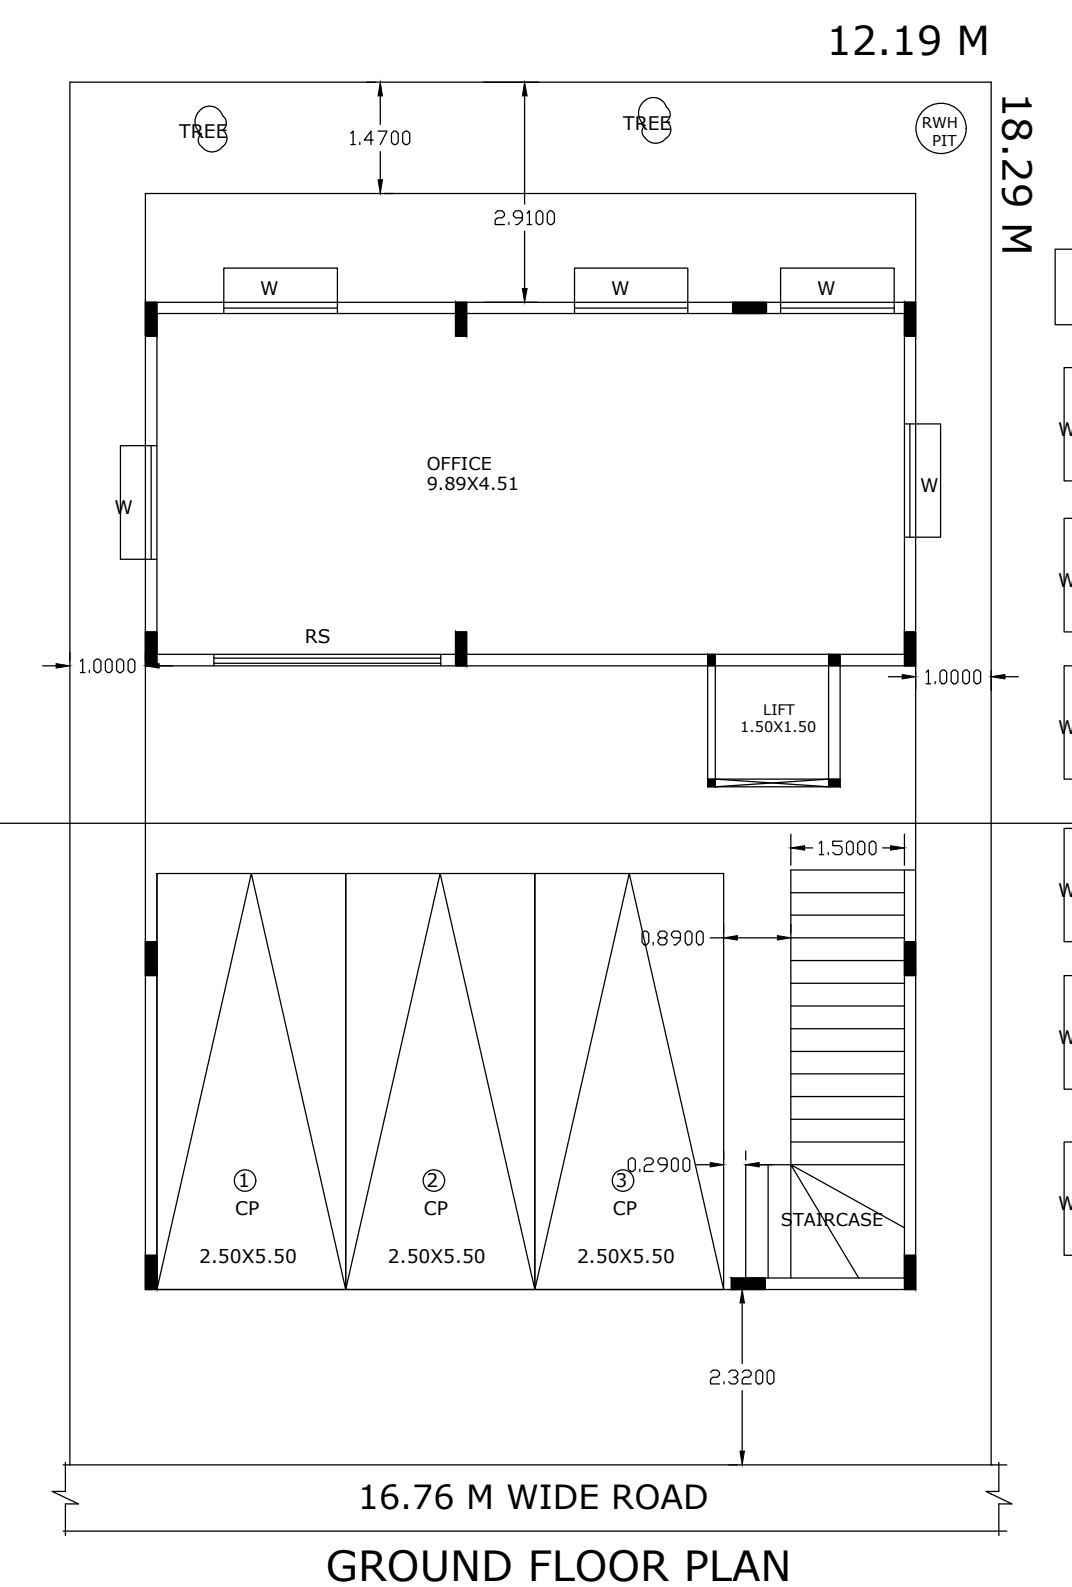 12.19 M
18.29 M
TREE
TREE
RWH
PIT
1.4700
2.9100
W
W
W
OFFICE
9.89X4.51
W
W
W
W
RS
1.0000
1.0000
LIFT
1.50X1.50
W
W
1.5000
0.8900
W
W
0.2900
1
2
3
CP
CP
CP
STAIRCASE
2.50X5.50
2.50X5.50
2.50X5.50
W
2.3200
16.76 M WIDE ROAD
GROUND FLOOR PLAN